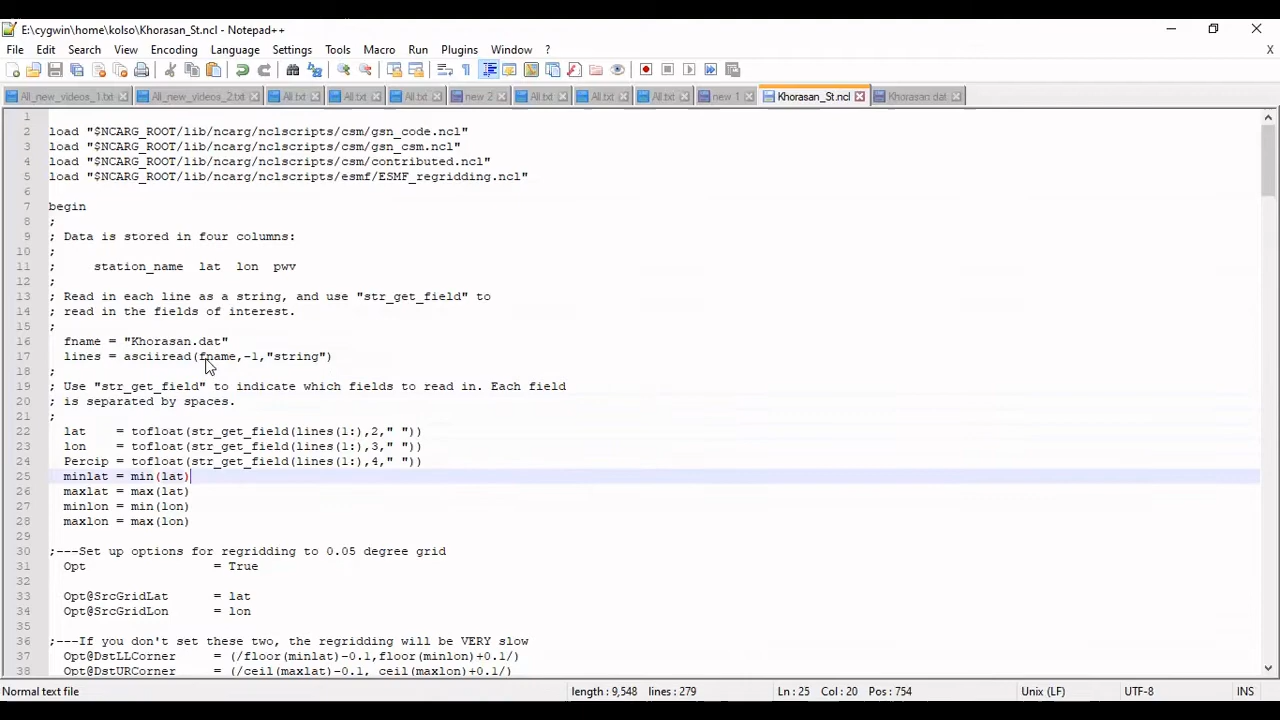 E:\cygwin\home\kolso\Khorasan_St.ncl - Notepad++
File Edit Search View Encoding Language Settings Tools Macro Run Plugins Window ?
X
All_new_videos_1.txt All_new_videos_2.txt All.txt All.txt All.txt new 2 All.txt All.txt All.txt new 1 Khorasan_St.ncl Khorasan dat
1
2 load "$NCARG_ROOT/lib/ncarg/nclscripts/csm/gsn_code.ncl"
3 load "$NCARG_ROOT/lib/ncarg/nclscripts/csm/gsn_csm.ncl"
4 load "$NCARG_ROOT/lib/ncarg/nclscripts/csm/contributed.ncl"
5 load "$NCARG_ROOT/lib/ncarg/nclscripts/esmf/ESMF_regridding.ncl"
6
7 begin
8 ;
9 ; Data is stored in four columns:
10 ;
11 ; station_name lat lon pwv
12 ;
13 ; Read in each line as a string, and use "str_get_field" to
14 ; read in the fields of interest.
15 ;
16 fname = "Khorasan.dat"
17 lines = asciiread(fname,-1,"string")
18 ;
19 ; Use "str_get_field" to indicate which fields to read in. Each field
20 ; is separated by spaces.
21 ;
22 lat = tofloat(str_get_field(lines(1:),2," "))
23 lon = tofloat(str_get_field(lines(1:),3," "))
24 Percip = tofloat(str_get_field(lines(1:),4," "))
25 minlat = min(lat)
26 maxlat = max(lat)
27 minlon = min(lon)
28 maxlon = max(lon)
29
30 ;---Set up options for regridding to 0.05 degree grid
31 Opt = True
32
33 Opt@SrcGridLat = lat
34 Opt@SrcGridLon = lon
35
36 ;---If you don't set these two, the regridding will be VERY slow
37 Opt@DstLLCorner = (/floor(minlat)-0.1,floor(minlon)+0.1/)
38 Opt@DstURCorner = (/ceil(maxlat)-0.1, ceil(maxlon)+0.1/)
Normal text file length : 9,548 lines : 279 Ln : 25 Col : 20 Pos : 754 Unix (LF) UTF-8 INS